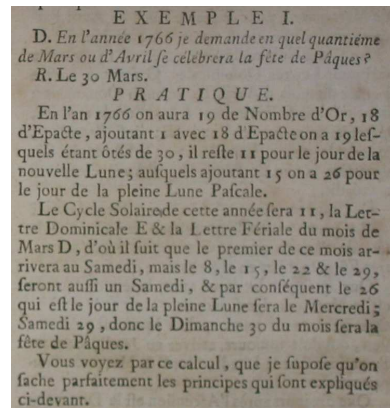 EXEMPLE I.
D. En l'année 1766 je demande en quel quantiéme
de Mars ou d'Avril se célebrera la fête de Pâques?
R. Le 30 Mars.
PRATIQUE.
En l'an 1766 on aura 19 de Nombre d'Or, 18
d'Epacte, ajoutant 1 avec 18 d'Epacte on a 19 les-
quels étant ôtés de 30, il reste 11 pour le jour de la
nouvelle Lune; ausquels ajoutant 15 on a 26 pour
le jour de la pleine Lune Pascale.
Le Cycle Solaire de cette année sera 11, la Let-
tre Dominicale E & la Lettre Fériale du mois de
Mars D, d'où il suit que le premier de ce mois ar-
rivera au Samedi, mais le 8, le 15, le 22 & le 29,
seront aussi un Samedi, & par conséquent le 26
qui est le jour de la pleine Lune sera le Mercredi;
Samedi 29, donc le Dimanche 30 du mois sera la
fête de Pâques.
Vous voyez par ce calcul, que je supose qu'on
sache parfaitement les principes qui sont expliqués
ci-devant.